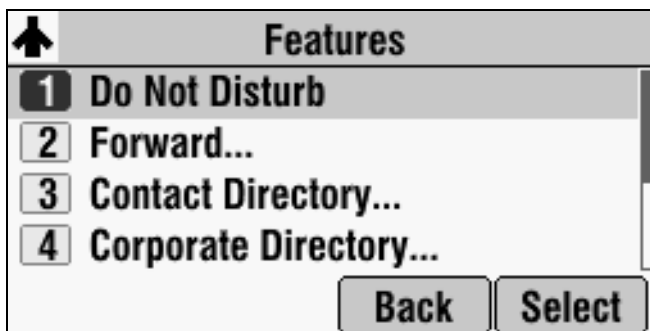 Features
1 Do Not Disturb
2 Forward...
3 Contact Directory...
4 Corporate Directory...
Back Select